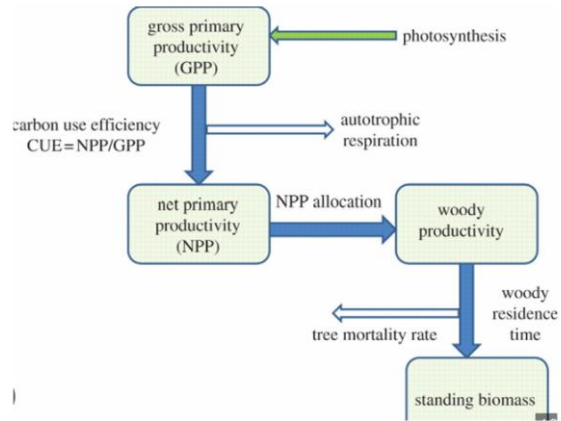 gross primary
productivity
(GPP)
photosynthesis
carbon use efficiency
CUE=NPP/GPP
autotrophic
respiration
net primary
productivity
(NPP)
NPP allocation
woody
productivity
woody
residence
time
tree mortality rate
standing biomass
)